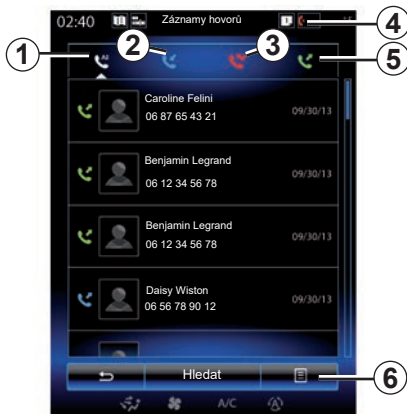 02:40 Záznamy hovorů
1
2
3
4
5
Caroline Felini
06 87 65 43 21
09/30/13
Benjamin Legrand
06 12 34 56 78
09/30/13
Benjamin Legrand
06 12 34 56 78
09/30/13
Daisy Wiston
06 56 78 90 12
09/30/13
Hledat
6
A/C